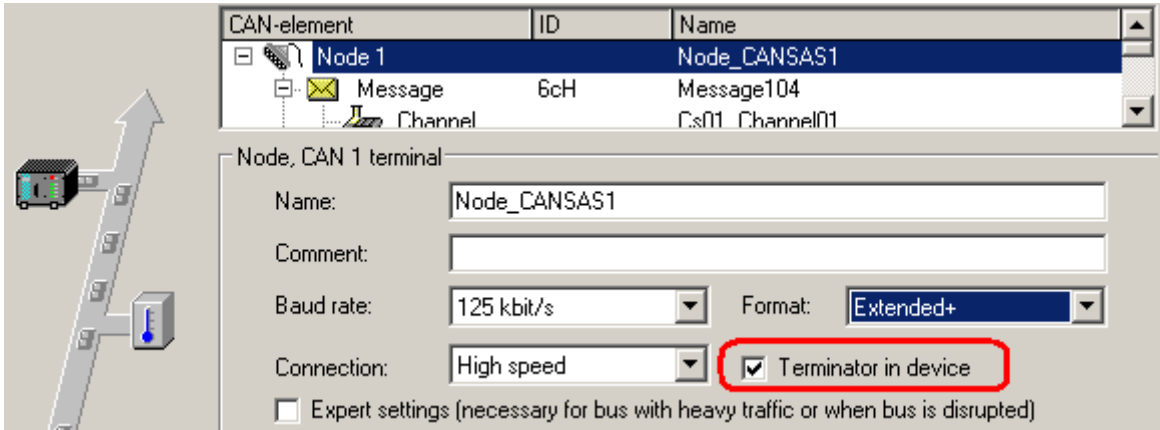 CAN-element ID Name
Node 1 Node_CANSAS1
Message 6cH Message104
Channel Cs01_Channel01
Node, CAN 1 terminal
Name: Node_CANSAS1
Comment:
Baud rate: 125 kbit/s Format: Extended+
Connection: High speed Terminator in device
Expert settings (necessary for bus with heavy traffic or when bus is disrupted)